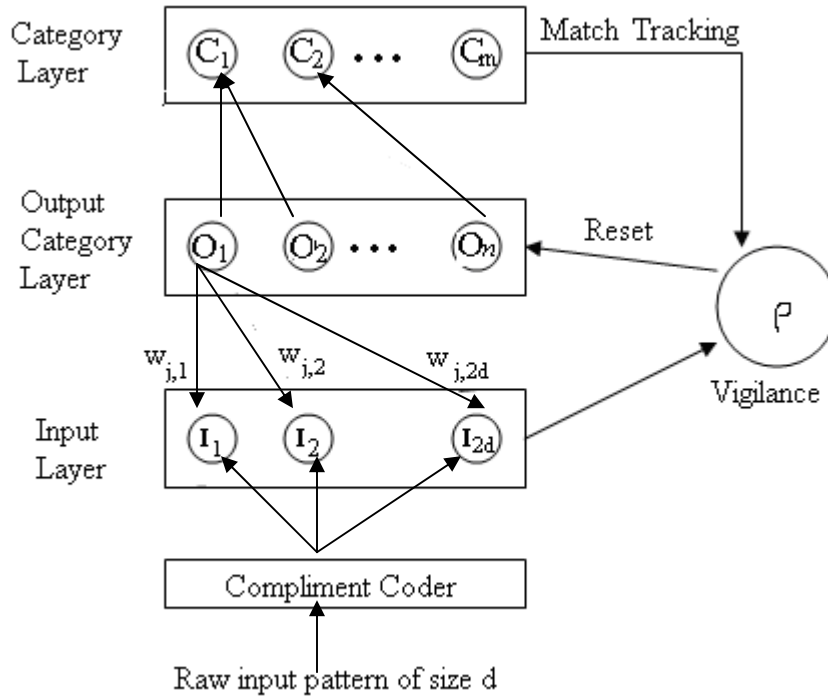 Category
Layer
C1 C2 ••• Cm
Match Tracking
Output
Category
Layer
O1 O2 ••• On
Reset
ρ
Vigilance
wj,1 wj,2 wj,2d
Input
Layer
I1 I2 I2d
Compliment Coder
Raw input pattern of size d